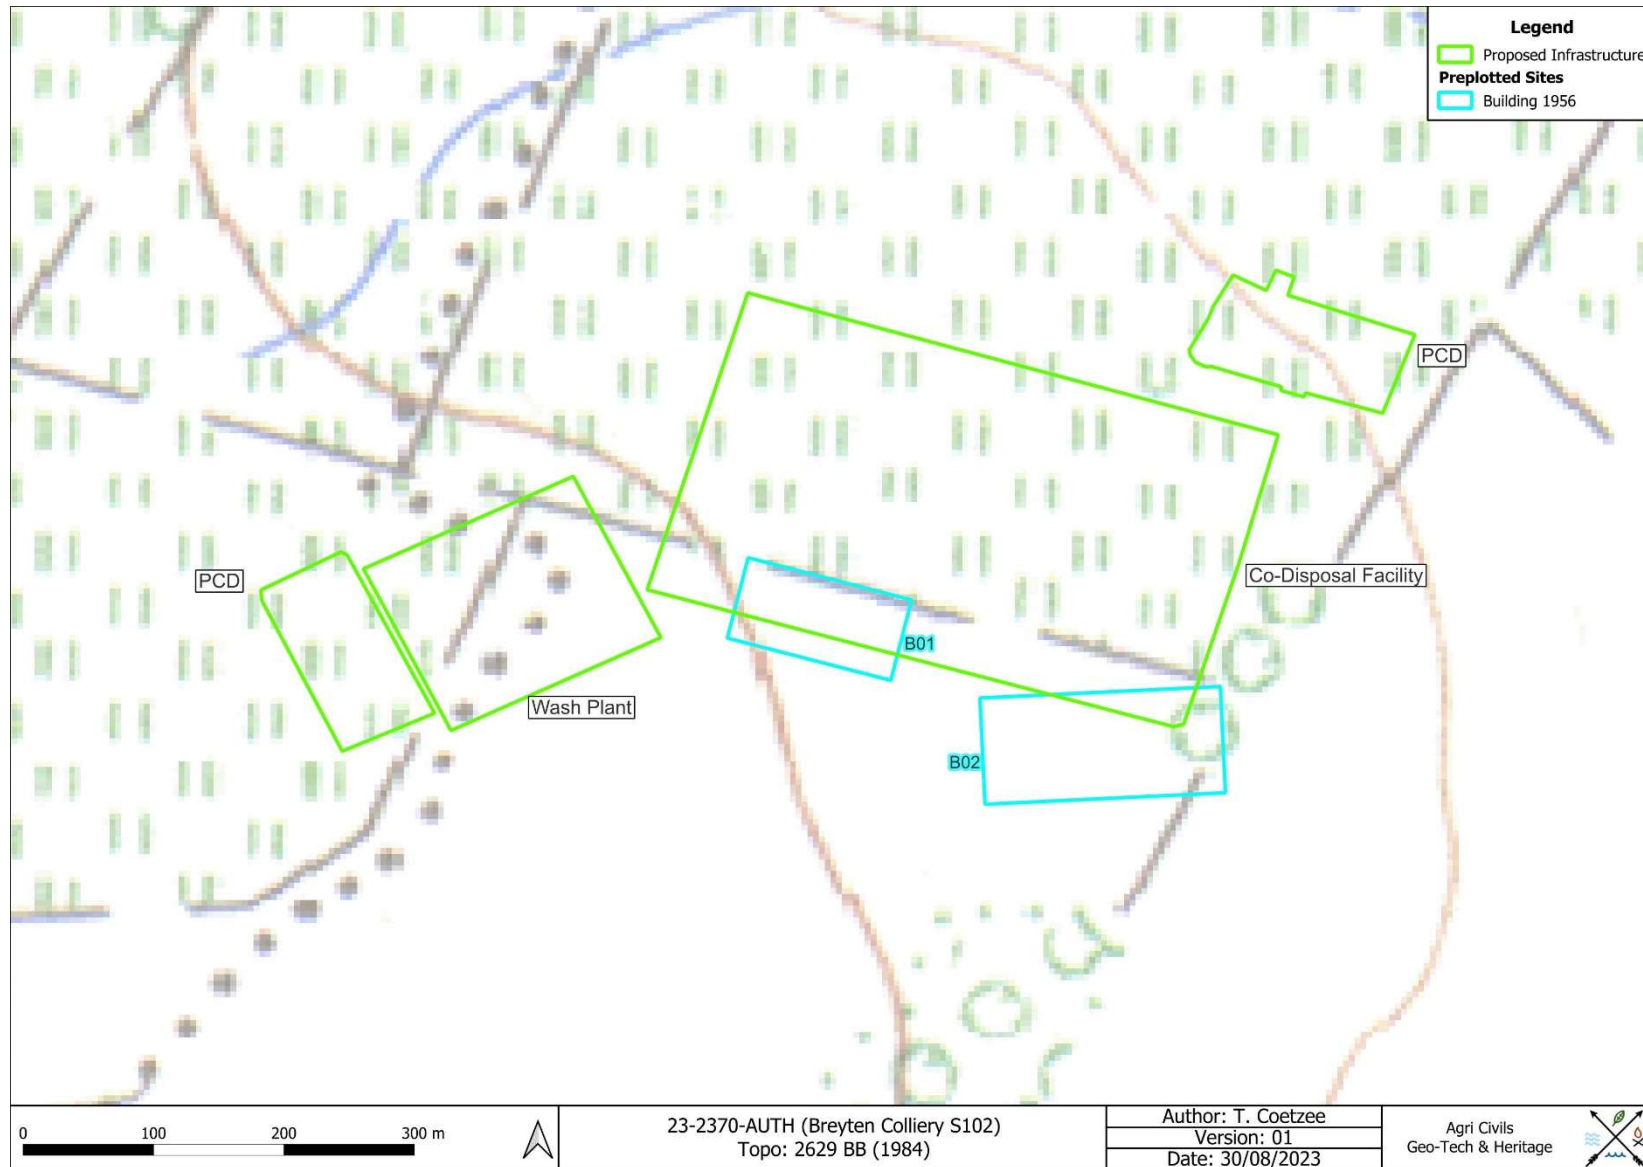 Legend
Proposed Infrastructure
Preplotted Sites
Building 1956
PCD
PCD
Co-Disposal Facility
B01
Wash Plant
B02
0 100 200 300 m
23-2370-AUTH (Breyten Colliery S102)
Topo: 2629 BB (1984)
Author: T. Coetzee
Version: 01
Date: 30/08/2023
Agri Civils
Geo-Tech & Heritage